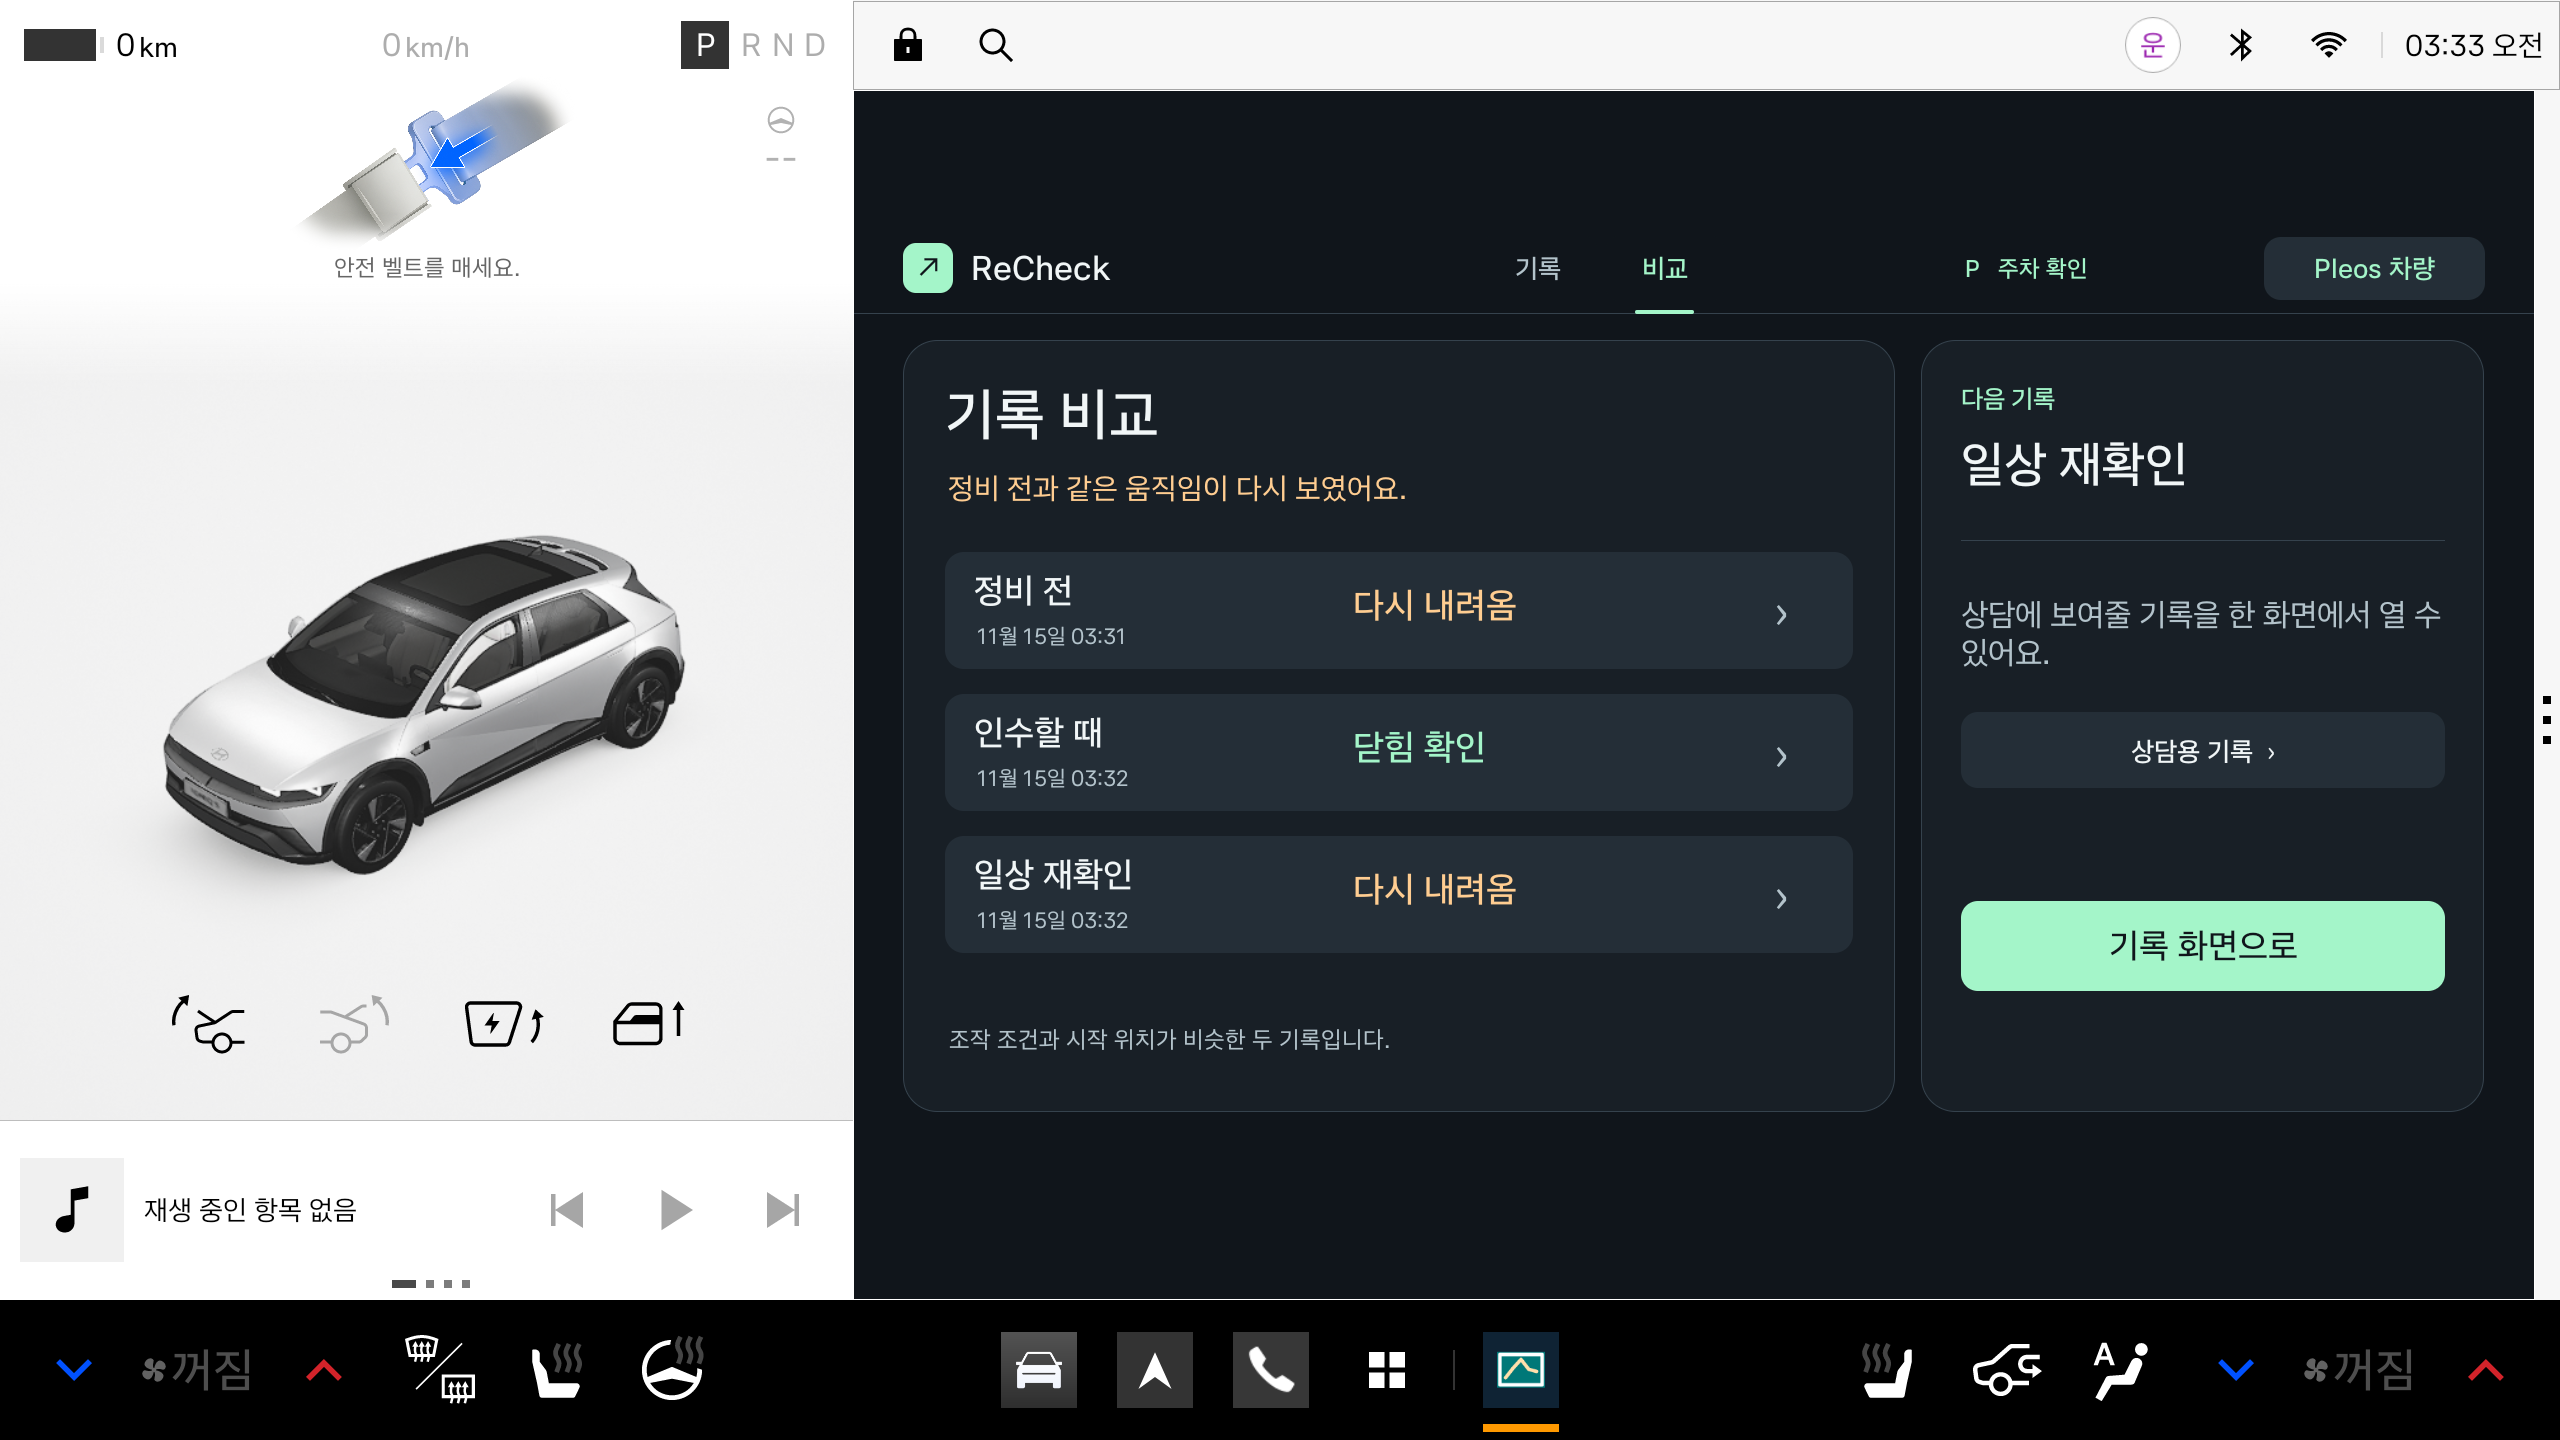 0 km
0 km/h
P R N D
안전 벨트를 매세요.
재생 중인 항목 없음
운
03:33 오전
ReCheck
기록
비교
P 주차 확인
Pleos 차량
기록 비교
정비 전과 같은 움직임이 다시 보였어요.
정비 전
11월 15일 03:31
다시 내려옴
인수할 때
11월 15일 03:32
닫힘 확인
일상 재확인
11월 15일 03:32
다시 내려옴
조작 조건과 시작 위치가 비슷한 두 기록입니다.
다음 기록
일상 재확인
상담에 보여줄 기록을 한 화면에서 열 수
있어요.
상담용 기록 ›
기록 화면으로
꺼짐
A
꺼짐